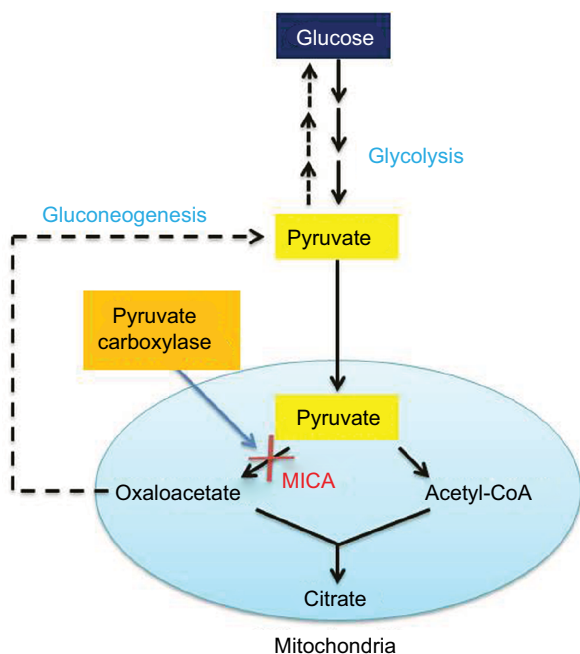 Glucose
Glycolysis
Gluconeogenesis
Pyruvate
Pyruvate
carboxylase
Pyruvate
MICA
Oxaloacetate
Acetyl-CoA
Citrate
Mitochondria